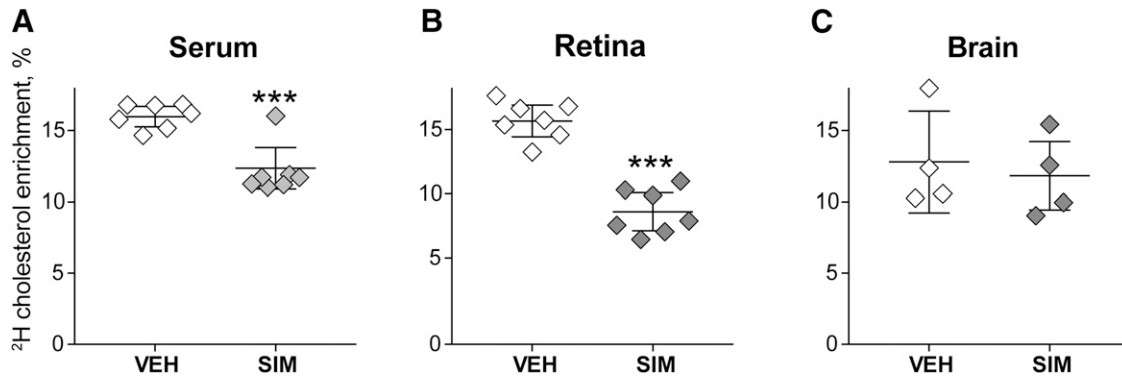 A
Serum
²H cholesterol enrichment, %
15
10
5
0
***
VEH
SIM
B
Retina
15
10
5
0
***
VEH
SIM
C
Brain
15
10
5
0
VEH
SIM